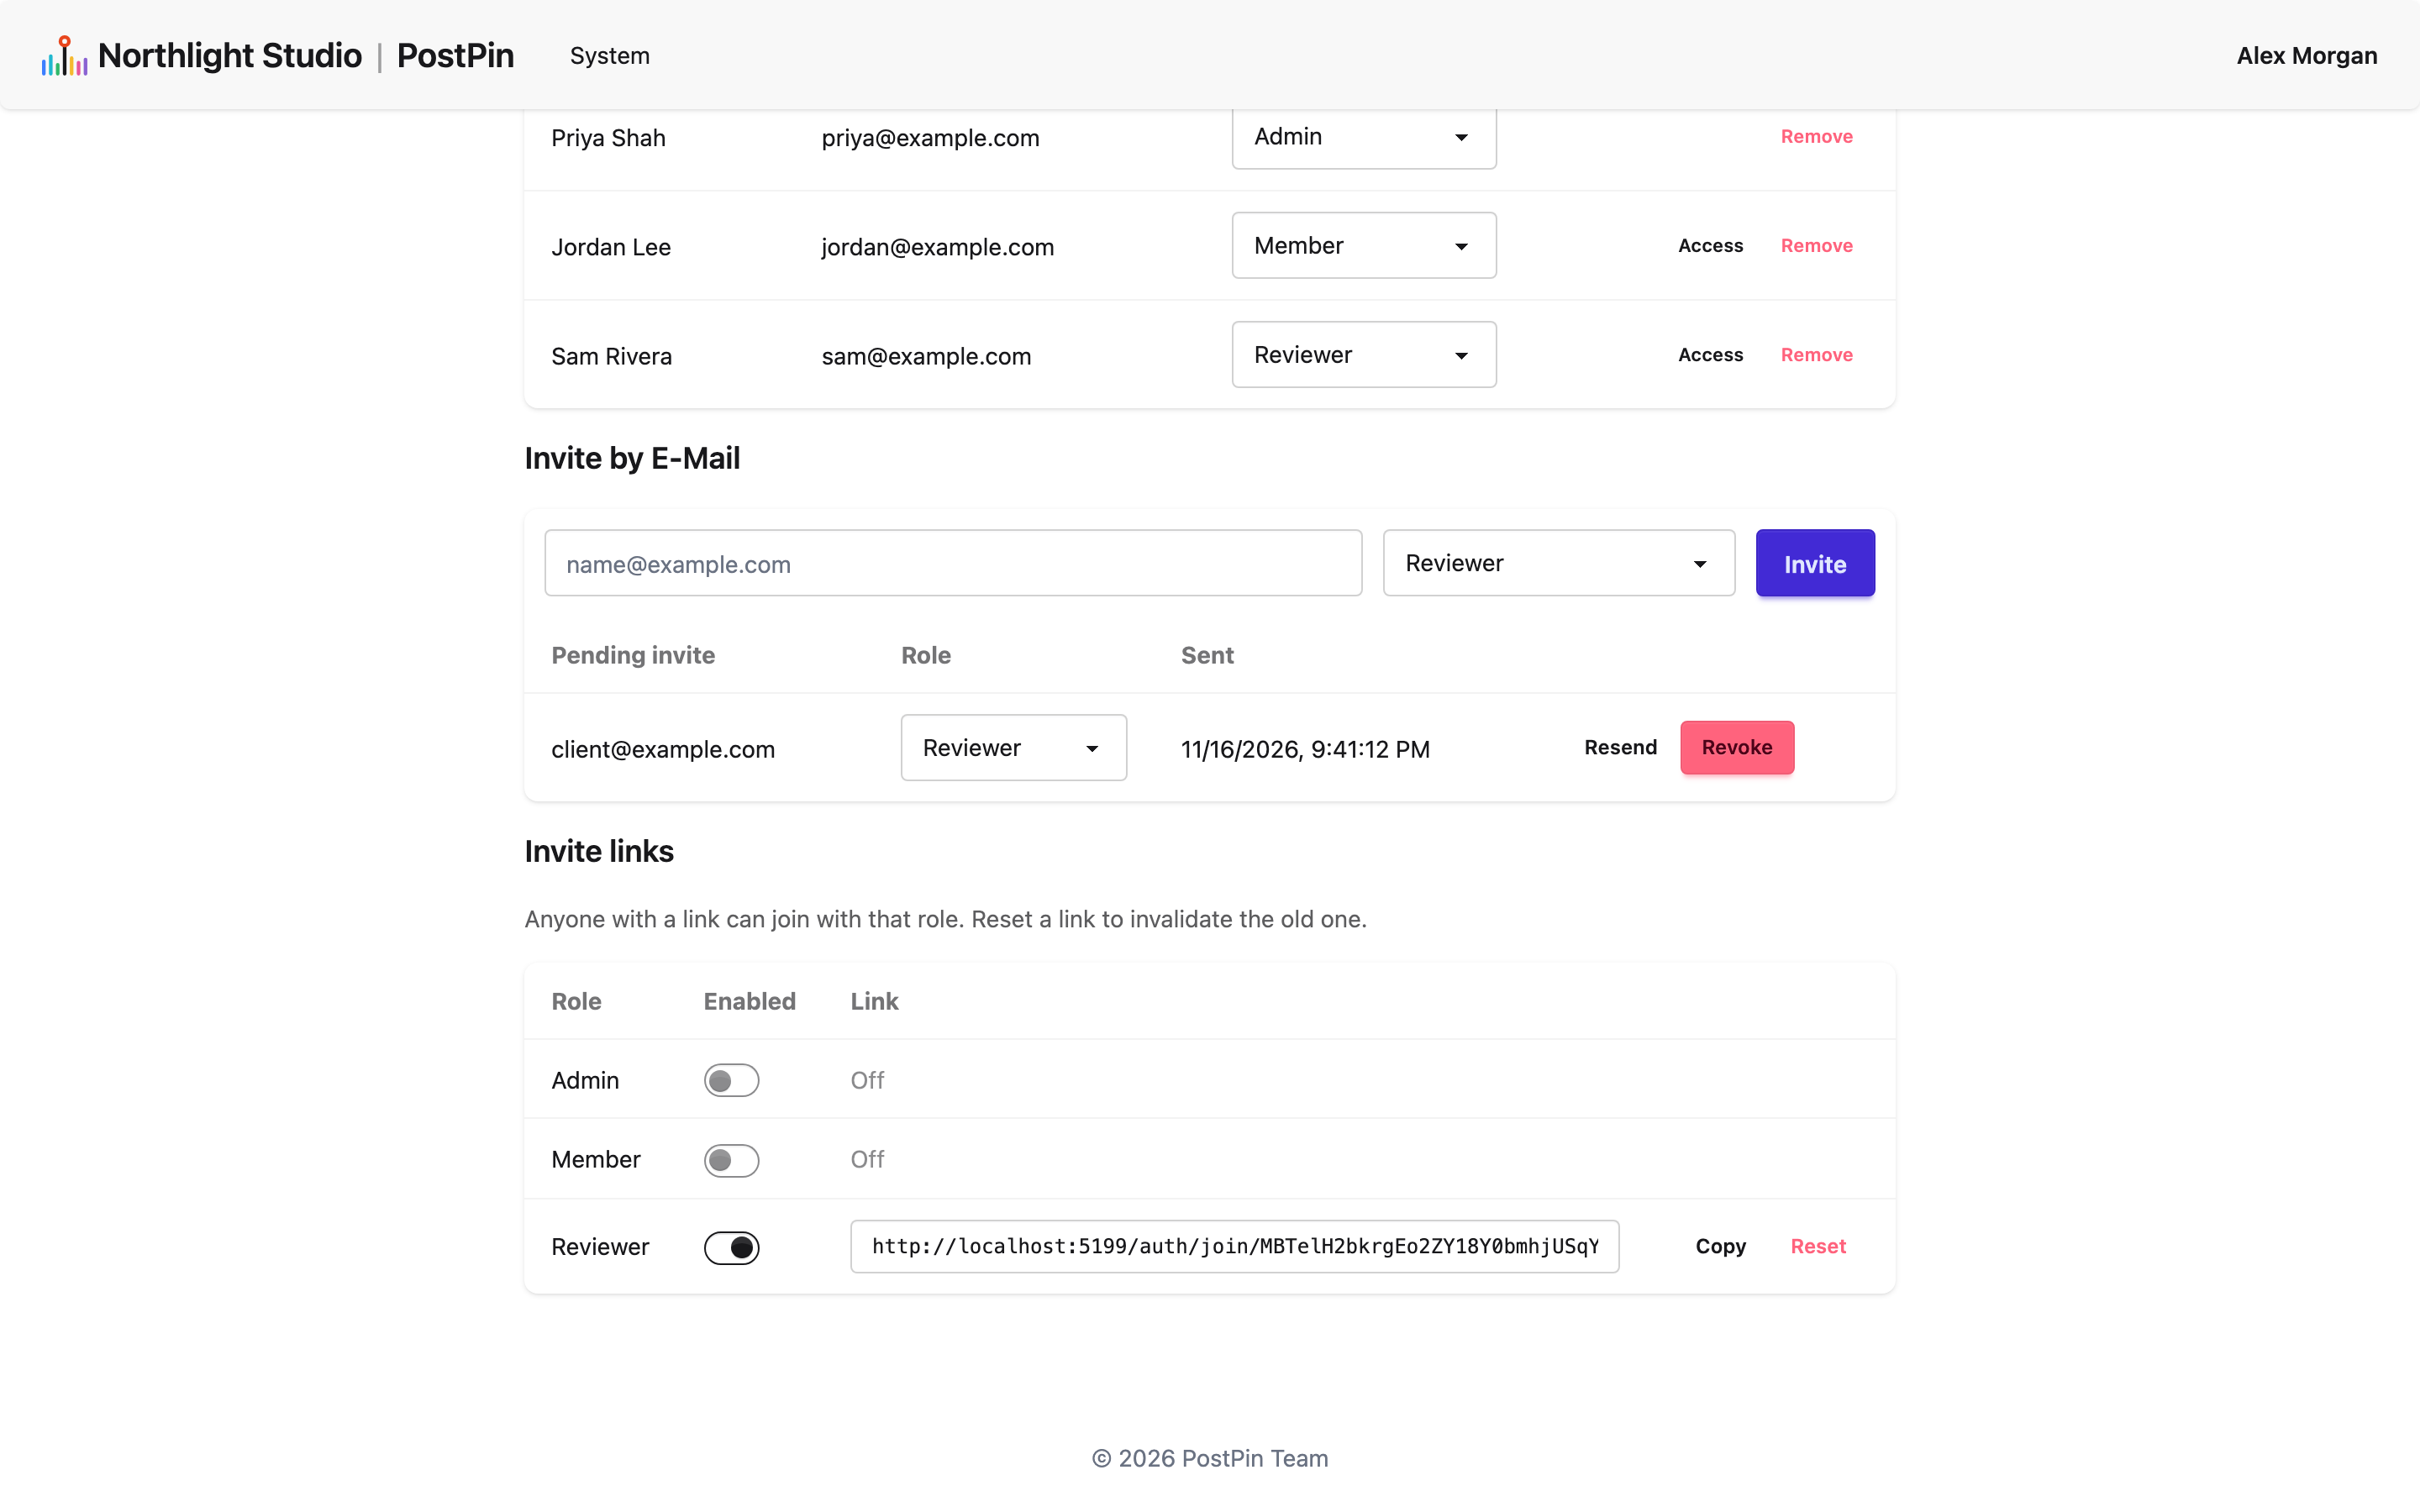 Northlight Studio | PostPin System Alex Morgan
Priya Shah priya@example.com Admin Remove
Jordan Lee jordan@example.com Member Access Remove
Sam Rivera sam@example.com Reviewer Access Remove
Invite by E-Mail
name@example.com Reviewer Invite
Pending invite Role Sent
client@example.com Reviewer 11/16/2026, 9:41:12 PM Resend Revoke
Invite links
Anyone with a link can join with that role. Reset a link to invalidate the old one.
Role Enabled Link
Admin Off
Member Off
Reviewer http://localhost:5199/auth/join/MBTelH2bkrgEo2ZY18Y0bmhjUSqY Copy Reset
© 2026 PostPin Team